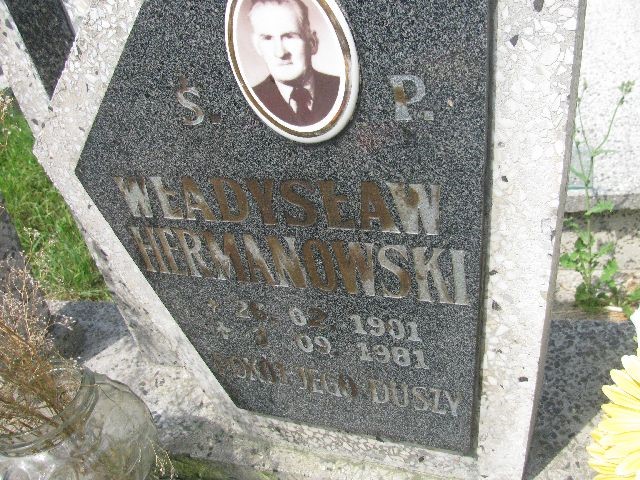 Ś. P.
WŁADYSŁAW
HERMANOWSKI
02. 1901
09. 1981
JEGO DUSZY